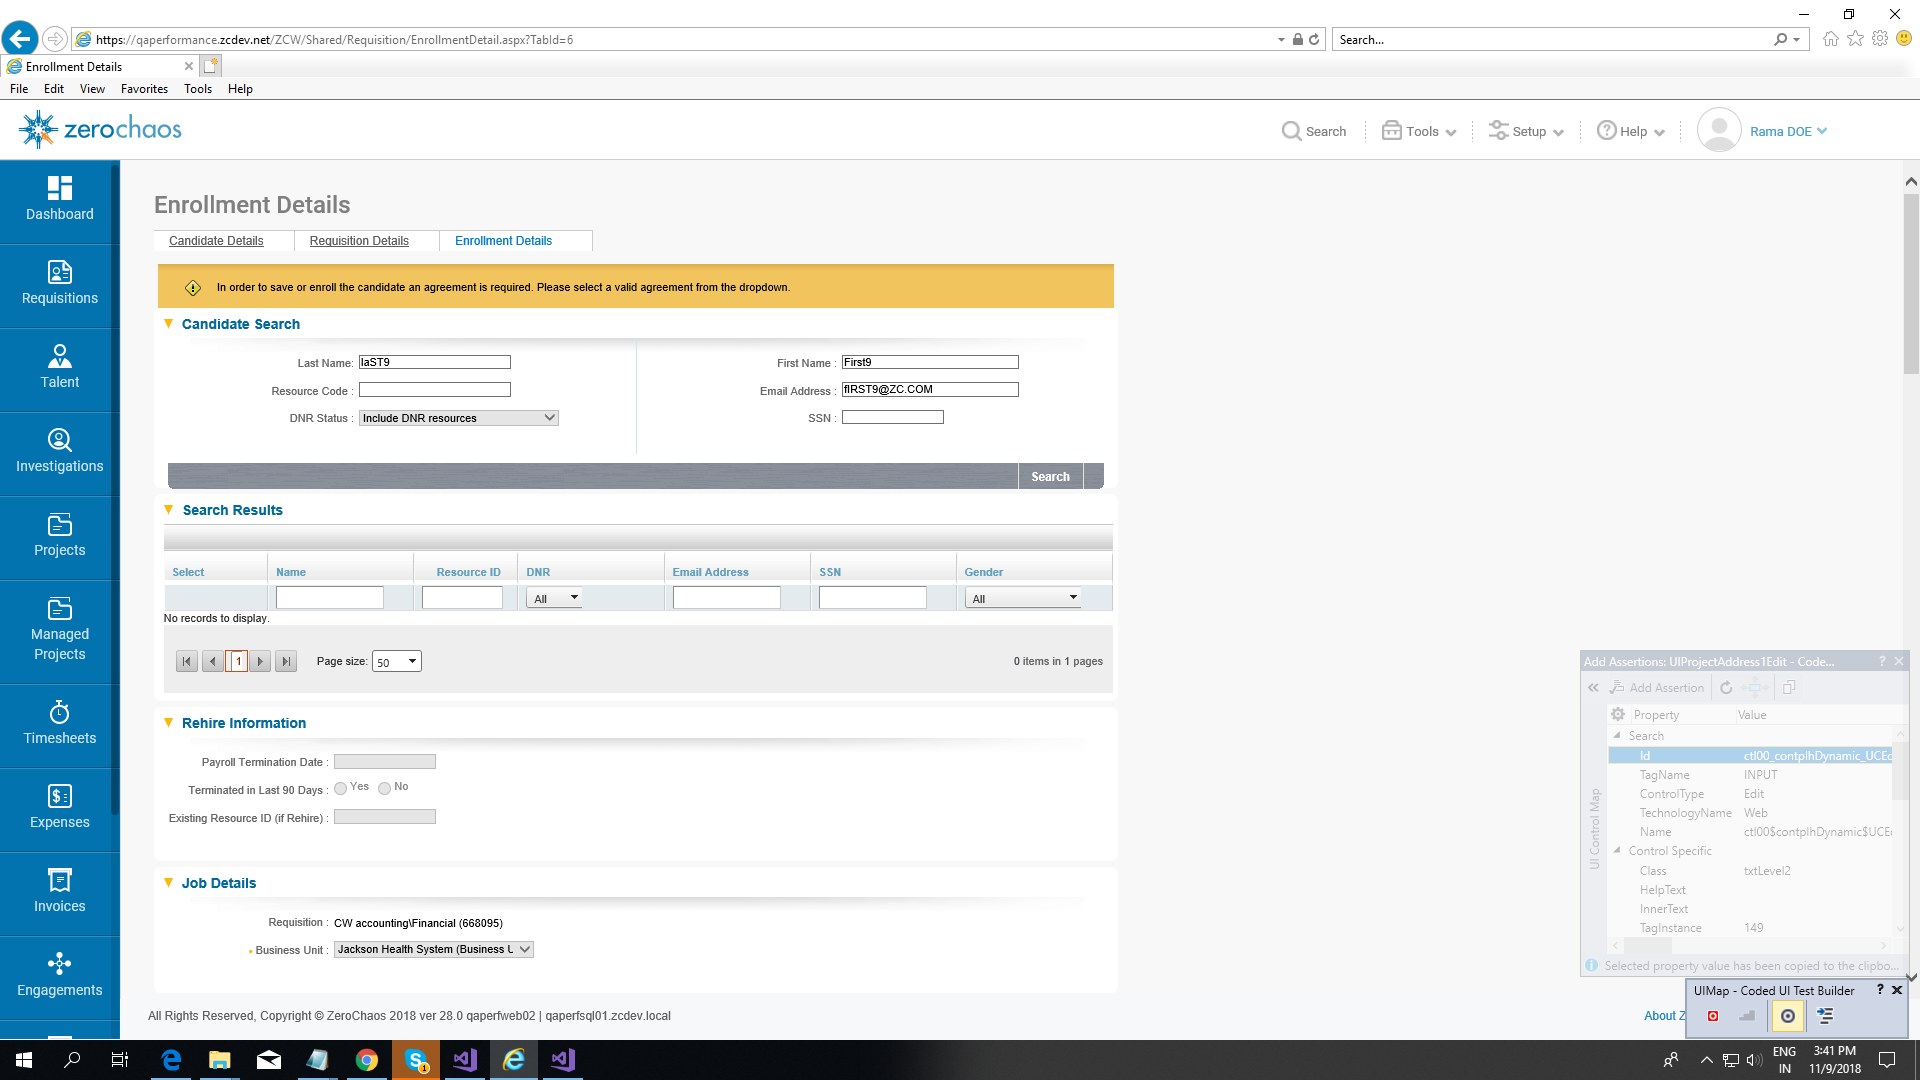 https://qaperformance.zcdev.net/ZCW/Shared/Requisition/EnrollmentDetail.aspx?TabId=6
Search...
Enrollment Details
File Edit View Favorites Tools Help
zerochaos
Search
Tools
Setup
Help
Rama DOE
Dashboard
Requisitions
Talent
Investigations
Projects
Managed
Projects
Timesheets
Expenses
Invoices
Engagements
Enrollment Details
Candidate Details
Requisition Details
Enrollment Details
In order to save or enroll the candidate an agreement is required. Please select a valid agreement from the dropdown.
Candidate Search
Last Name: laST9
First Name : First9
Resource Code :
Email Address : fIRST9@ZC.COM
DNR Status : Include DNR resources
SSN :
Search
Search Results
Select Name Resource ID DNR Email Address SSN Gender
All All
No records to display.
1 Page size: 50 0 items in 1 pages
Rehire Information
Payroll Termination Date :
Terminated in Last 90 Days : Yes No
Existing Resource ID (if Rehire) :
Job Details
Requisition : CW accounting\Financial (668095)
Business Unit : Jackson Health System (Business U
All Rights Reserved, Copyright © ZeroChaos 2018 ver 28.0 qaperfweb02 | qaperfsql01.zcdev.local
About Z
Add Assertions: UIProjectAddress1Edit - Code...
Add Assertion
UI Control Map
Property Value
Search
Id ctl00_contplhDynamic_UCEc
TagName INPUT
ControlType Edit
TechnologyName Web
Name ctl00$contplhDynamic$UCEc
Control Specific
Class txtLevel2
HelpText
InnerText
TagInstance 149
Selected property value has been copied to the clipbo...
UIMap - Coded UI Test Builder
ENG
IN
3:41 PM
11/9/2018